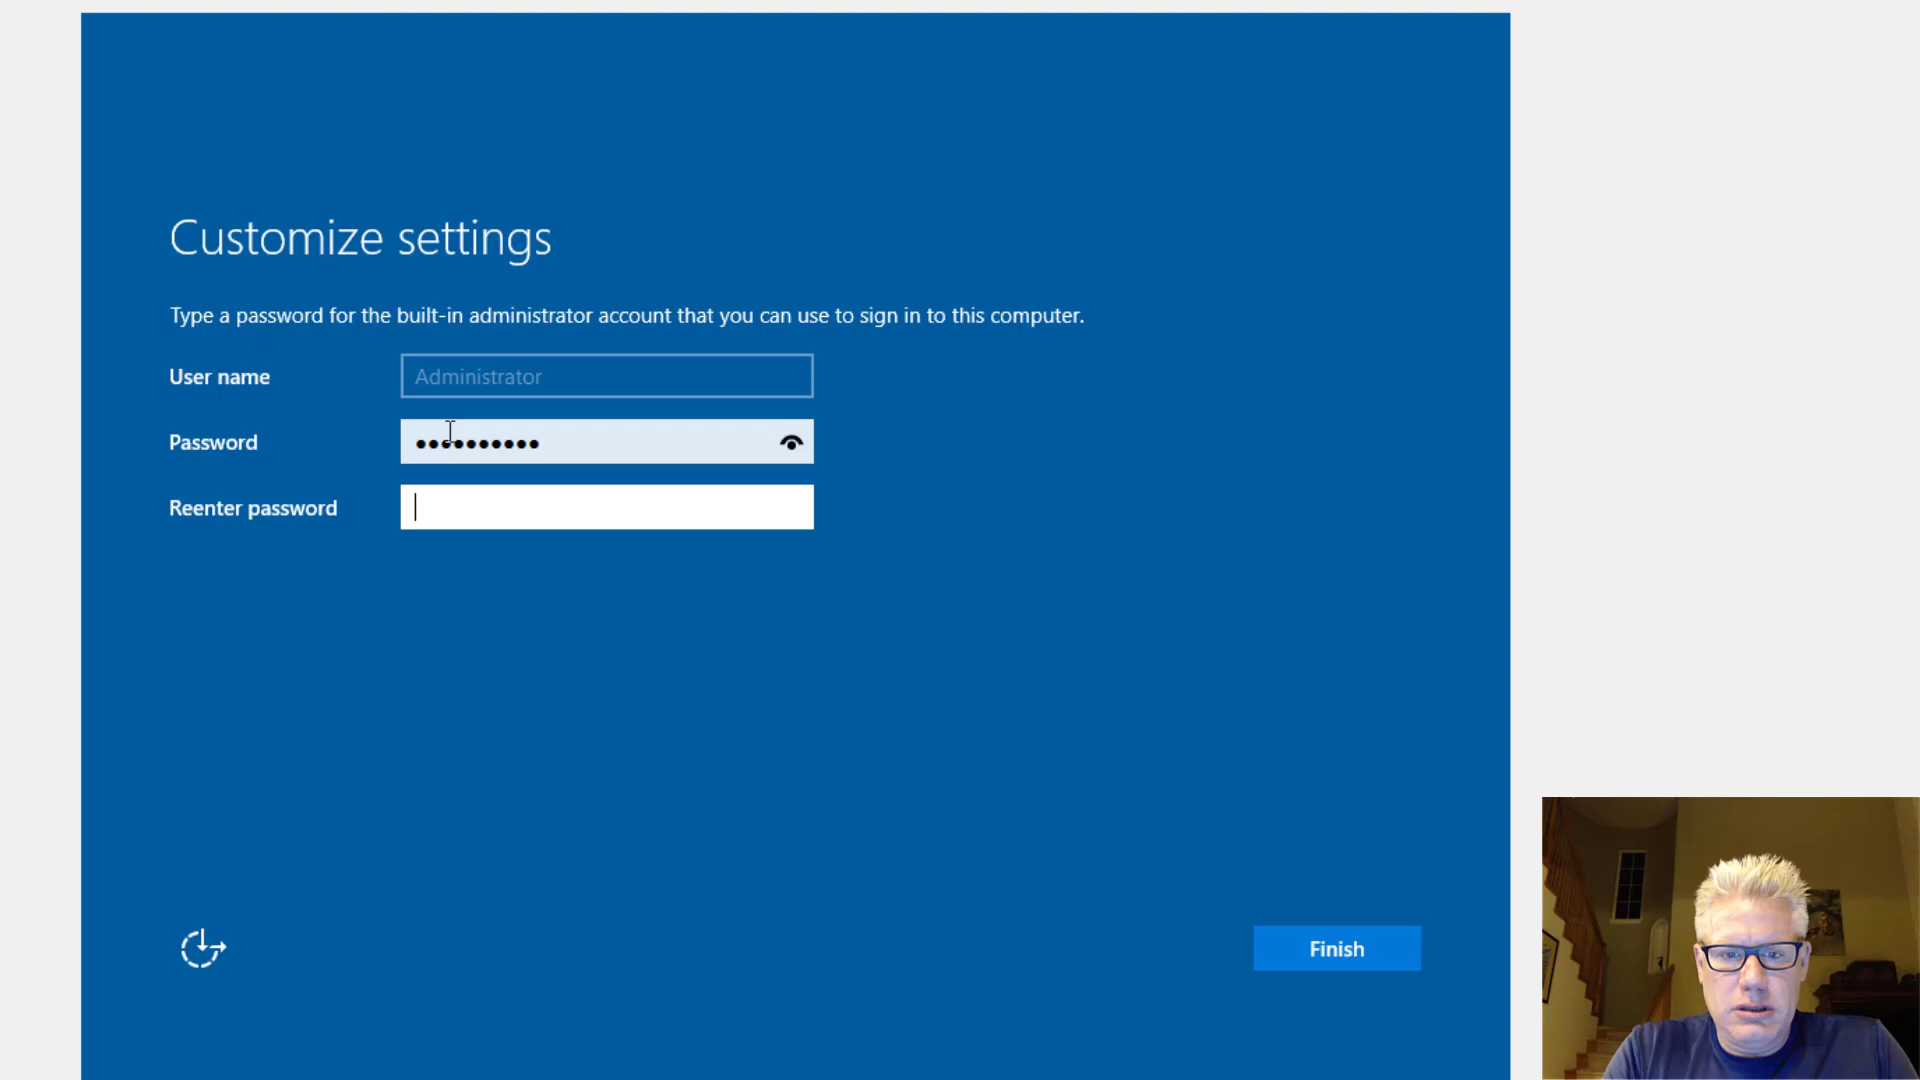 Customize settings
Type a password for the built-in administrator account that you can use to sign in to this computer.
User name
Administrator
Password
••••••••••
Reenter password
Finish